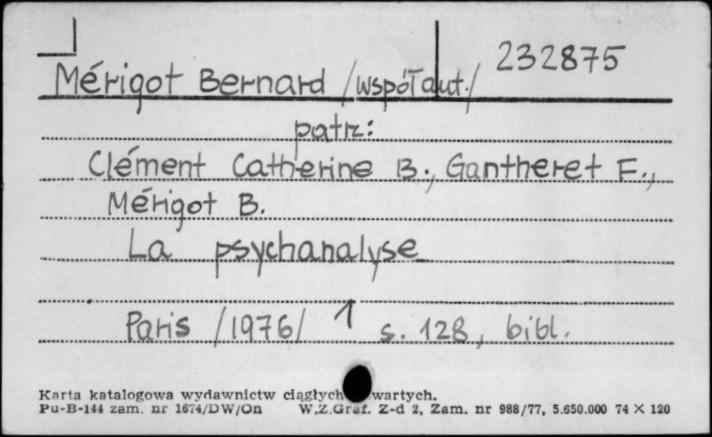 232875
Mérigot Bernard /współaut./
patrz:
Clément Catherine B., Gantheret F.,
Mérigot B.
La psychanalyse
Paris /1976/ 1 s. 128, bibl.
Karta katalogowa wydawnictw ciągłych wartych.
Pu-B-144 zam. nr 1674/DW/On W.Z.Graf. Z-d 2, Zam. nr 988/77, 5.650.000 74 × 120